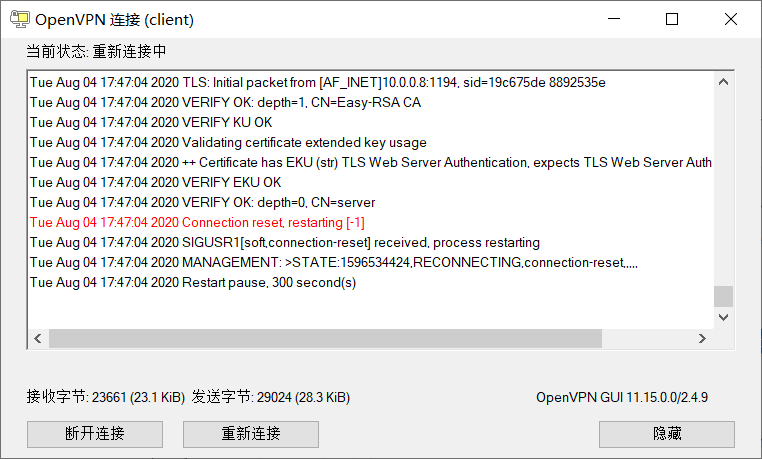 OpenVPN 连接 (client)
当前状态: 重新连接中
Tue Aug 04 17:47:04 2020 TLS: Initial packet from [AF_INET]10.0.0.8:1194, sid=19c675de 8892535e
Tue Aug 04 17:47:04 2020 VERIFY OK: depth=1, CN=Easy-RSA CA
Tue Aug 04 17:47:04 2020 VERIFY KU OK
Tue Aug 04 17:47:04 2020 Validating certificate extended key usage
Tue Aug 04 17:47:04 2020 ++ Certificate has EKU (str) TLS Web Server Authentication, expects TLS Web Server Auth
Tue Aug 04 17:47:04 2020 VERIFY EKU OK
Tue Aug 04 17:47:04 2020 VERIFY OK: depth=0, CN=server
Tue Aug 04 17:47:04 2020 Connection reset, restarting [-1]
Tue Aug 04 17:47:04 2020 SIGUSR1[soft,connection-reset] received, process restarting
Tue Aug 04 17:47:04 2020 MANAGEMENT: >STATE:1596534424,RECONNECTING,connection-reset,,,,,
Tue Aug 04 17:47:04 2020 Restart pause, 300 second(s)
接收字节: 23661 (23.1 KiB) 发送字节: 29024 (28.3 KiB) OpenVPN GUI 11.15.0.0/2.4.9
断开连接 重新连接 隐藏